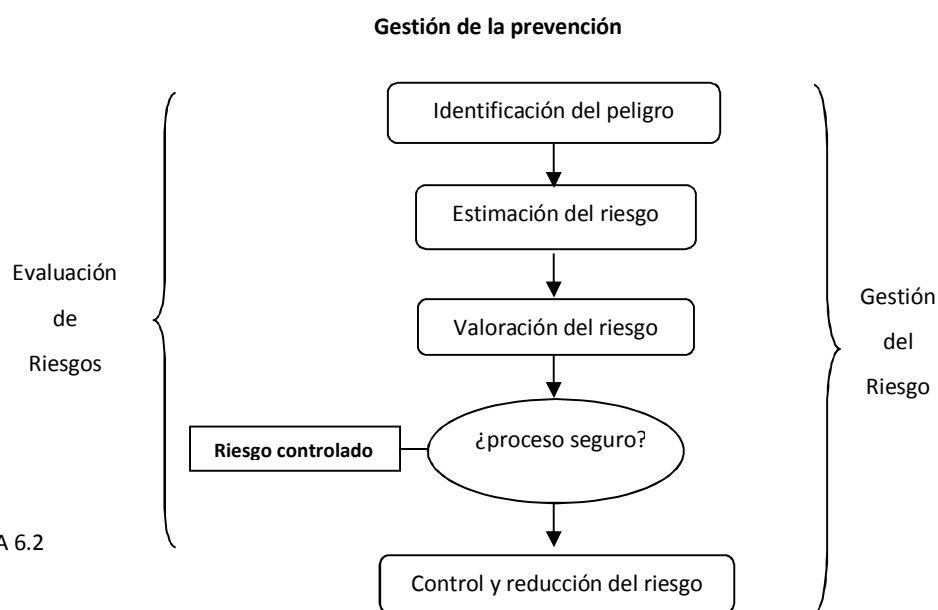 Gestión de la prevención
Identificación del peligro
Estimación del riesgo
Evaluación
de
Riesgos
Valoración del riesgo
Gestión
del
Riesgo
¿proceso seguro?
Riesgo controlado
A 6.2
Control y reducción del riesgo